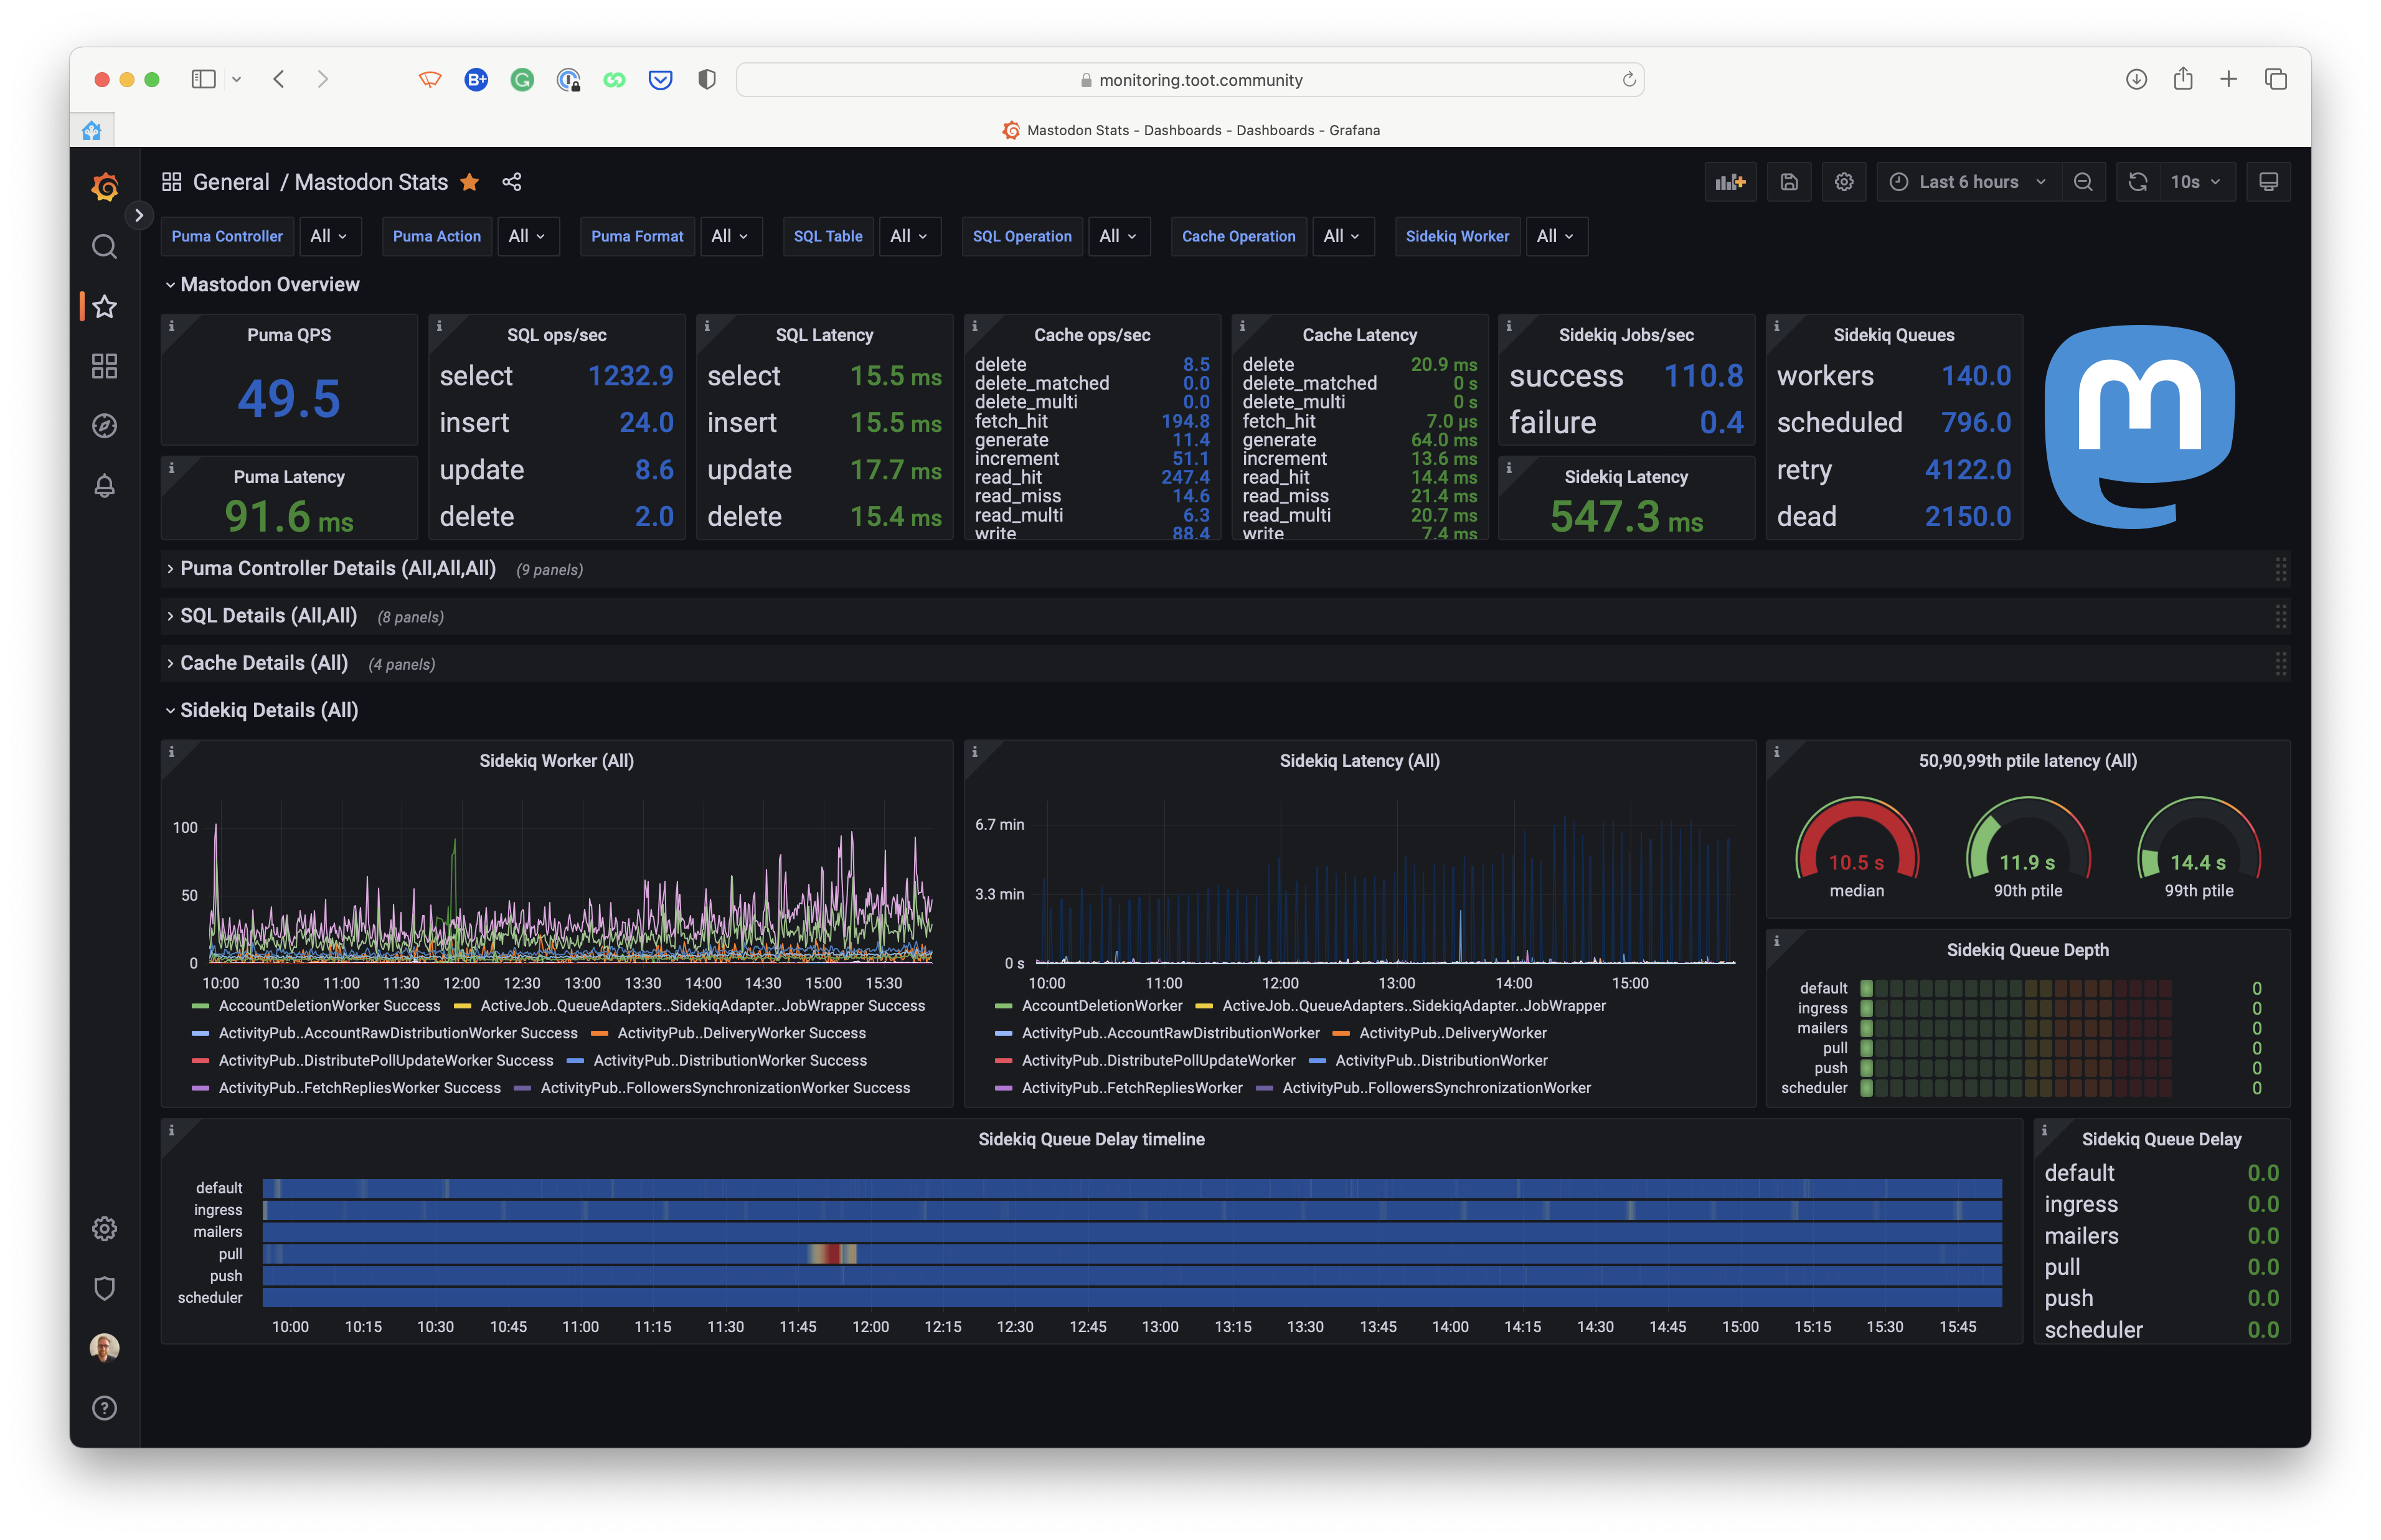 monitoring.toot.community
Mastodon Stats - Dashboards - Dashboards - Grafana
General / Mastodon Stats
Last 6 hours
10s
Puma Controller All Puma Action All Puma Format All SQL Table All SQL Operation All Cache Operation All Sidekiq Worker All
Mastodon Overview
Puma QPS
49.5
Puma Latency
91.6 ms
SQL ops/sec
select 1232.9
insert 24.0
update 8.6
delete 2.0
SQL Latency
select 15.5 ms
insert 15.5 ms
update 17.7 ms
delete 15.4 ms
Cache ops/sec
delete 8.5
delete_matched 0.0
delete_multi 0.0
fetch_hit 194.8
generate 11.4
increment 51.1
read_hit 247.4
read_miss 14.6
read_multi 6.3
write 88.4
Cache Latency
delete 20.9 ms
delete_matched 0 s
delete_multi 0 s
fetch_hit 7.0 µs
generate 64.0 ms
increment 13.6 ms
read_hit 14.4 ms
read_miss 21.4 ms
read_multi 20.7 ms
write 7.4 ms
Sidekiq Jobs/sec
success 110.8
failure 0.4
Sidekiq Latency
547.3 ms
Sidekiq Queues
workers 140.0
scheduled 796.0
retry 4122.0
dead 2150.0
Puma Controller Details (All,All,All) (9 panels)
SQL Details (All,All) (8 panels)
Cache Details (All) (4 panels)
Sidekiq Details (All)
Sidekiq Worker (All)
100
50
0
10:00 10:30 11:00 11:30 12:00 12:30 13:00 13:30 14:00 14:30 15:00 15:30
AccountDeletionWorker Success ActiveJob..QueueAdapters..SidekiqAdapter..JobWrapper Success
ActivityPub..AccountRawDistributionWorker Success ActivityPub..DeliveryWorker Success
ActivityPub..DistributePollUpdateWorker Success ActivityPub..DistributionWorker Success
ActivityPub..FetchRepliesWorker Success ActivityPub..FollowersSynchronizationWorker Success
Sidekiq Latency (All)
6.7 min
3.3 min
0 s
10:00 11:00 12:00 13:00 14:00 15:00
AccountDeletionWorker ActiveJob..QueueAdapters..SidekiqAdapter..JobWrapper
ActivityPub..AccountRawDistributionWorker ActivityPub..DeliveryWorker
ActivityPub..DistributePollUpdateWorker ActivityPub..DistributionWorker
ActivityPub..FetchRepliesWorker ActivityPub..FollowersSynchronizationWorker
50,90,99th ptile latency (All)
10.5 s 11.9 s 14.4 s
median 90th ptile 99th ptile
Sidekiq Queue Depth
default 0
ingress 0
mailers 0
pull 0
push 0
scheduler 0
Sidekiq Queue Delay timeline
default
ingress
mailers
pull
push
scheduler
10:00 10:15 10:30 10:45 11:00 11:15 11:30 11:45 12:00 12:15 12:30 12:45 13:00 13:15 13:30 13:45 14:00 14:15 14:30 14:45 15:00 15:15 15:30 15:45
Sidekiq Queue Delay
default 0.0
ingress 0.0
mailers 0.0
pull 0.0
push 0.0
scheduler 0.0